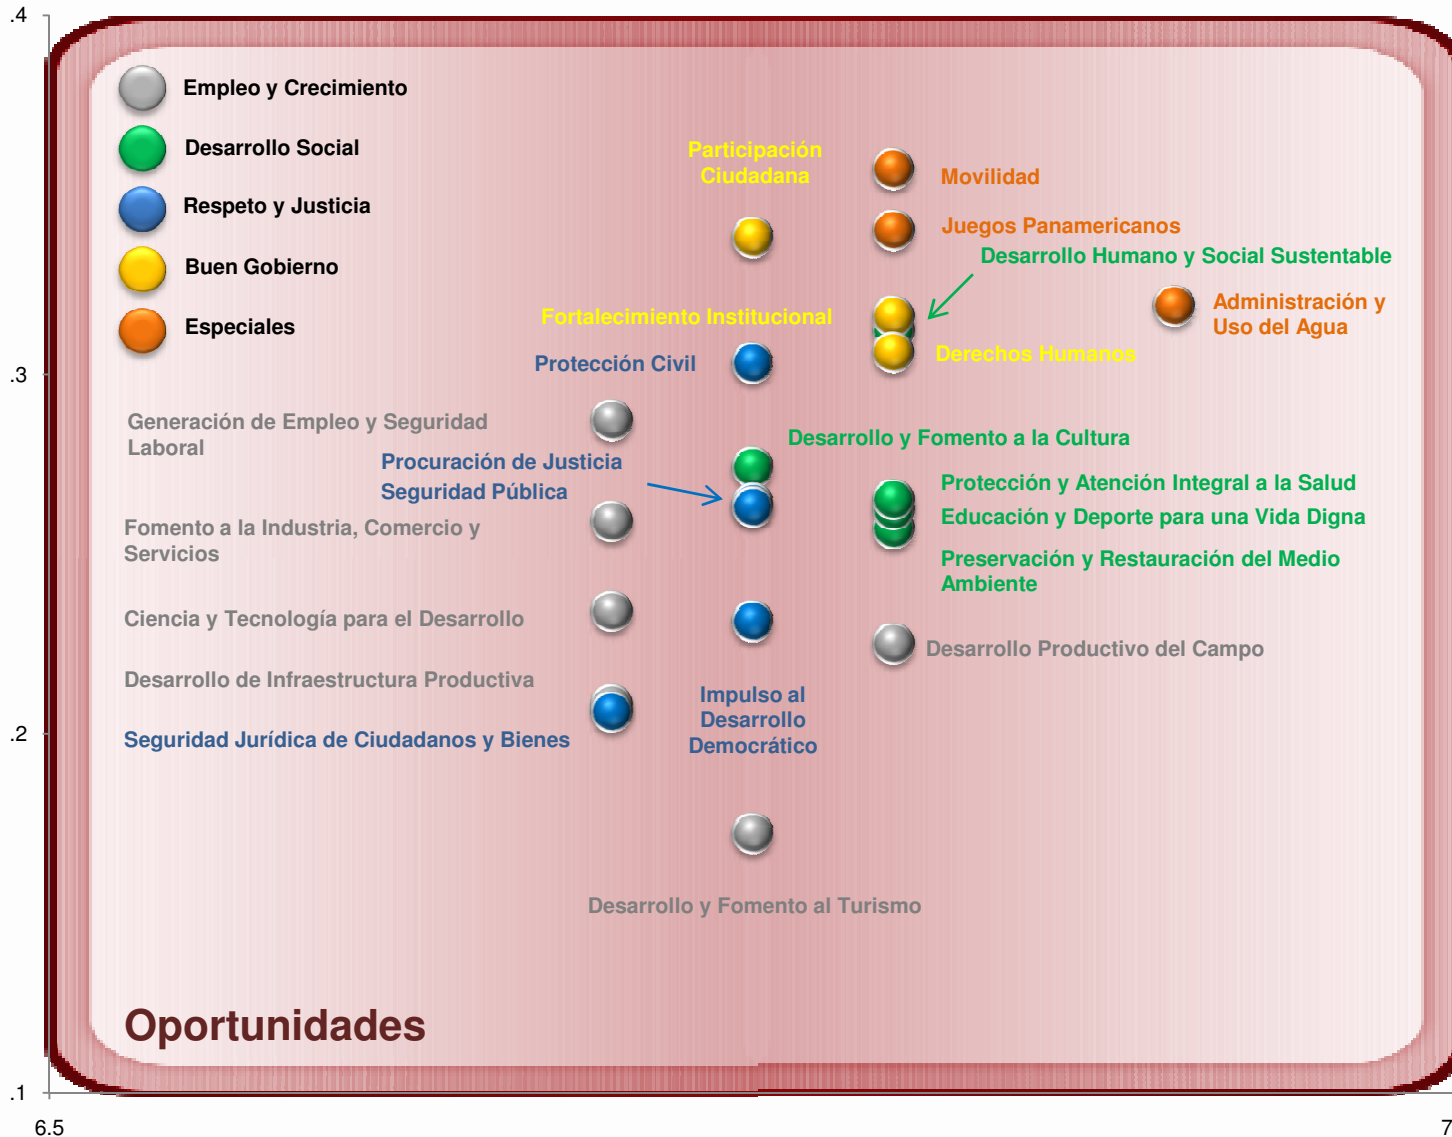 .4
Empleo y Crecimiento
Desarrollo Social
Respeto y Justicia
Buen Gobierno
Especiales
Participación
Ciudadana
Movilidad
Juegos Panamericanos
Desarrollo Humano y Social Sustentable
Administración y
Uso del Agua
Fortalecimiento Institucional
Derechos Humanos
Protección Civil
.3
Generación de Empleo y Seguridad
Laboral
Desarrollo y Fomento a la Cultura
Procuración de Justicia
Seguridad Pública
Protección y Atención Integral a la Salud
Educación y Deporte para una Vida Digna
Fomento a la Industria, Comercio y
Servicios
Preservación y Restauración del Medio
Ambiente
Ciencia y Tecnología para el Desarrollo
Desarrollo Productivo del Campo
Desarrollo de Infraestructura Productiva
Impulso al
Desarrollo
Democrático
.2
Seguridad Jurídica de Ciudadanos y Bienes
Desarrollo y Fomento al Turismo
Oportunidades
.1
6.5
7